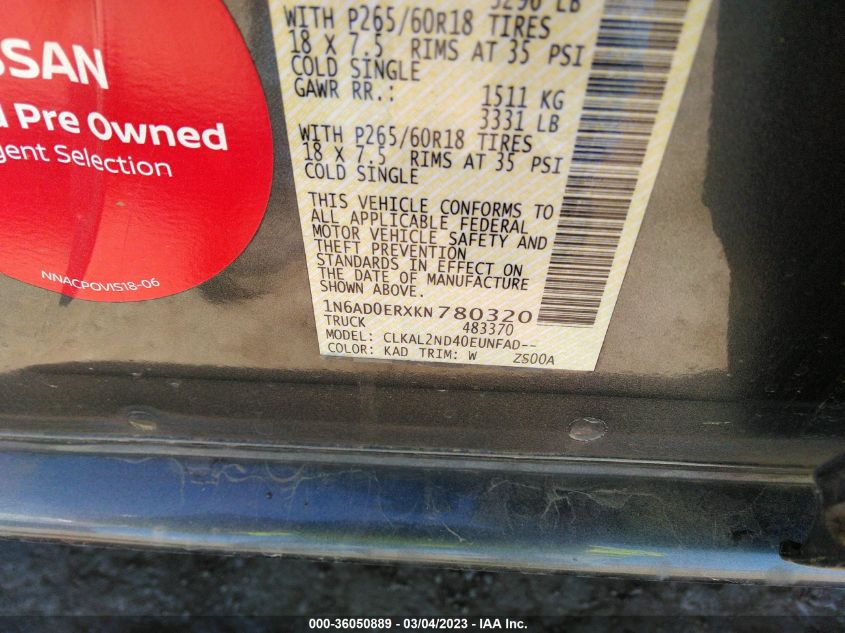 SSAN
Pre Owned
gent Selection
NNACPOVIS18-06
3296 LB
WITH P265/60R18 TIRES
18 X 7.5 RIMS AT 35 PSI
COLD SINGLE
GAWR RR.: 1511 KG
3331 LB
WITH P265/60R18 TIRES
18 X 7.5 RIMS AT 35 PSI
COLD SINGLE
THIS VEHICLE CONFORMS TO
ALL APPLICABLE FEDERAL
MOTOR VEHICLE SAFETY AND
THEFT PREVENTION
STANDARDS IN EFFECT ON
THE DATE OF MANUFACTURE
SHOWN ABOVE.
1N6AD0ERXKN780320
TRUCK 483370
MODEL: CLKAL2ND40EUNFAD--
COLOR: KAD TRIM: W ZS00A
000-36050889 - 03/04/2023 - IAA Inc.